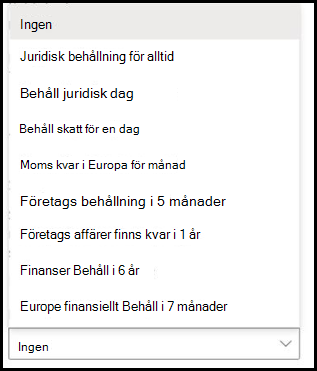 Ingen
Juridisk behållning för alltid
Behåll juridisk dag
Behåll skatt för en dag
Moms kvar i Europa för månad
Företags behållning i 5 månader
Företags affärer finns kvar i 1 år
Finanser Behåll i 6 år
Europe finansiellt Behåll i 7 månader
Ingen